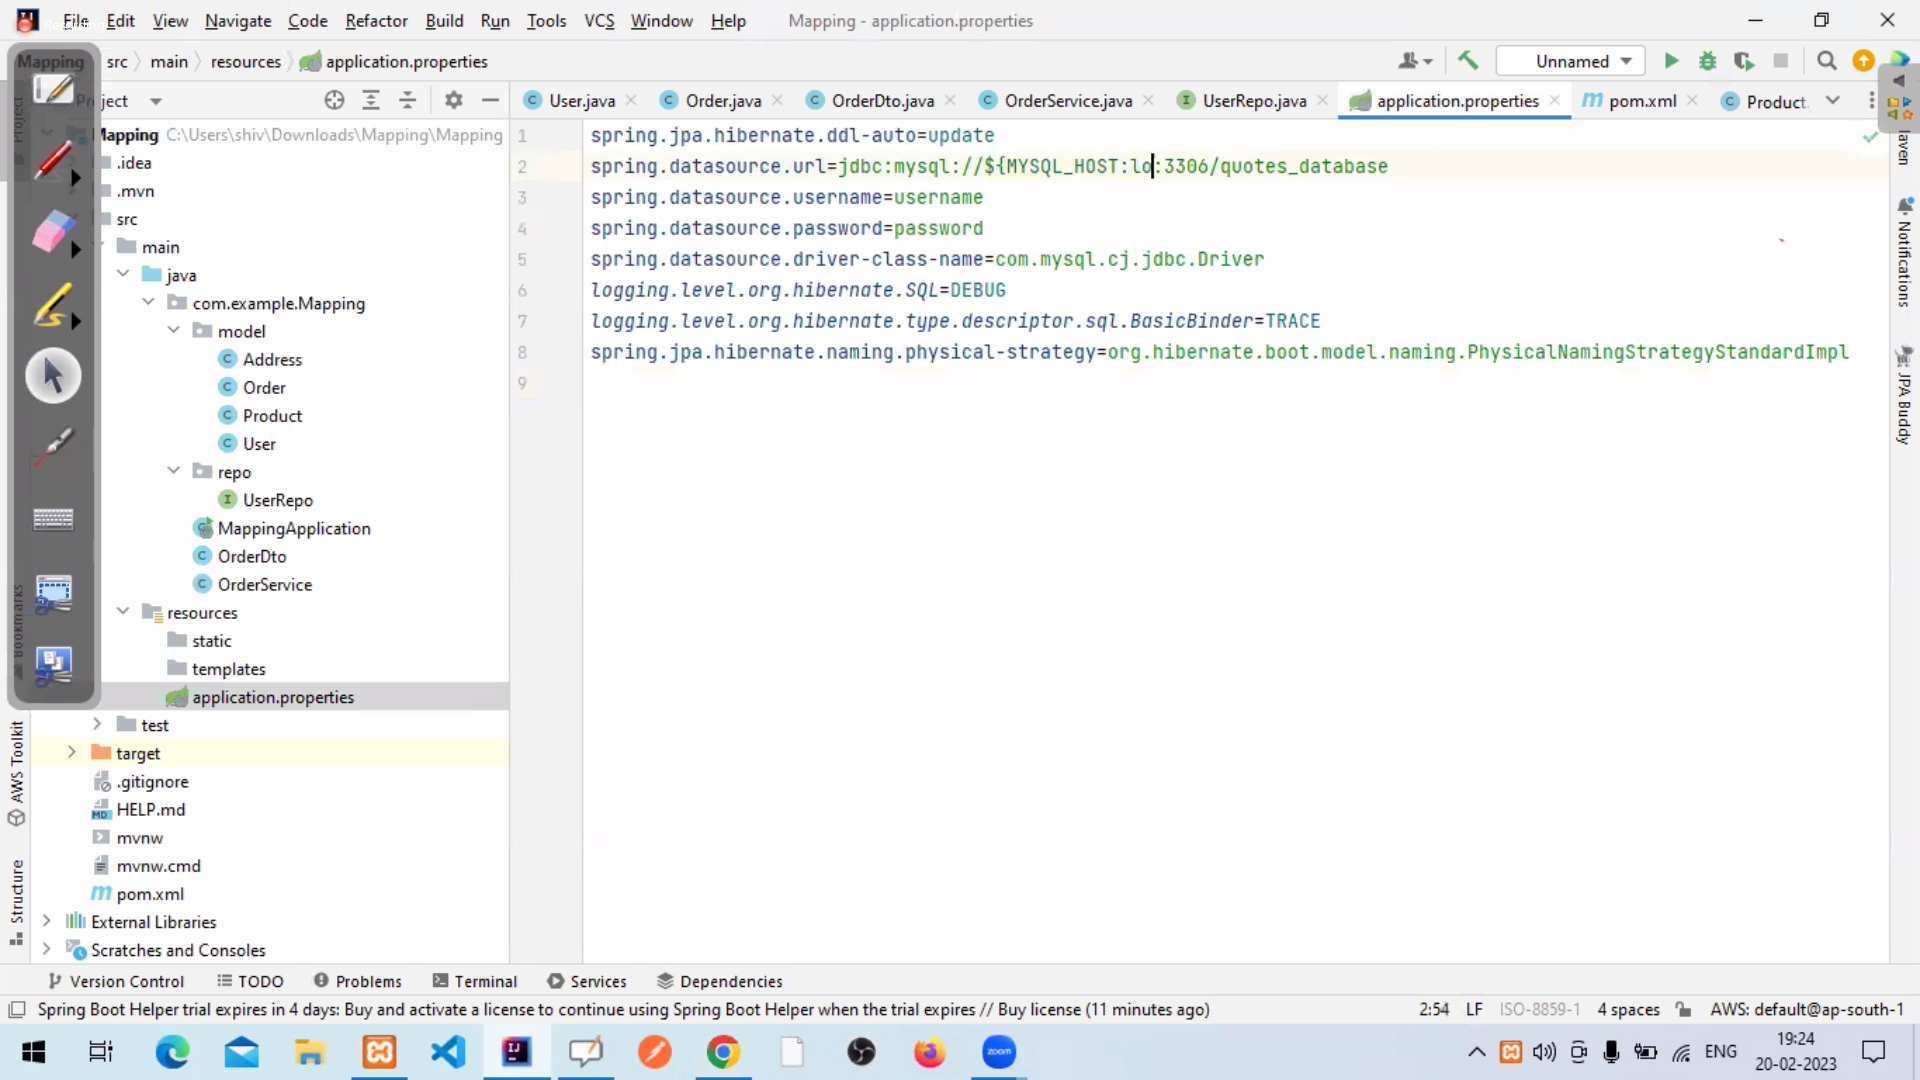 File Edit View Navigate Code Refactor Build Run Tools VCS Window Help Mapping - application.properties
Mapping src main resources application.properties Unnamed
Project User.java Order.java OrderDto.java OrderService.java UserRepo.java application.properties pom.xml Product.
Mapping C:\Users\shiv\Downloads\Mapping\Mapping
.idea
.mvn
src
main
java
com.example.Mapping
model
Address
Order
Product
User
repo
UserRepo
MappingApplication
OrderDto
OrderService
resources
static
templates
application.properties
test
target
.gitignore
HELP.md
mvnw
mvnw.cmd
pom.xml
External Libraries
Scratches and Consoles
1 spring.jpa.hibernate.ddl-auto=update
2 spring.datasource.url=jdbc:mysql://${MYSQL_HOST:lo:3306/quotes_database
3 spring.datasource.username=username
4 spring.datasource.password=password
5 spring.datasource.driver-class-name=com.mysql.cj.jdbc.Driver
6 logging.level.org.hibernate.SQL=DEBUG
7 logging.level.org.hibernate.type.descriptor.sql.BasicBinder=TRACE
8 spring.jpa.hibernate.naming.physical-strategy=org.hibernate.boot.model.naming.PhysicalNamingStrategyStandardImpl
9
Project
Bookmarks
AWS Toolkit
Structure
Maven
Notifications
JPA Buddy
Version Control TODO Problems Terminal Services Dependencies
Spring Boot Helper trial expires in 4 days: Buy and activate a license to continue using Spring Boot Helper when the trial expires // Buy license (11 minutes ago) 2:54 LF ISO-8859-1 4 spaces AWS: default@ap-south-1
zoom ENG 19:24
20-02-2023